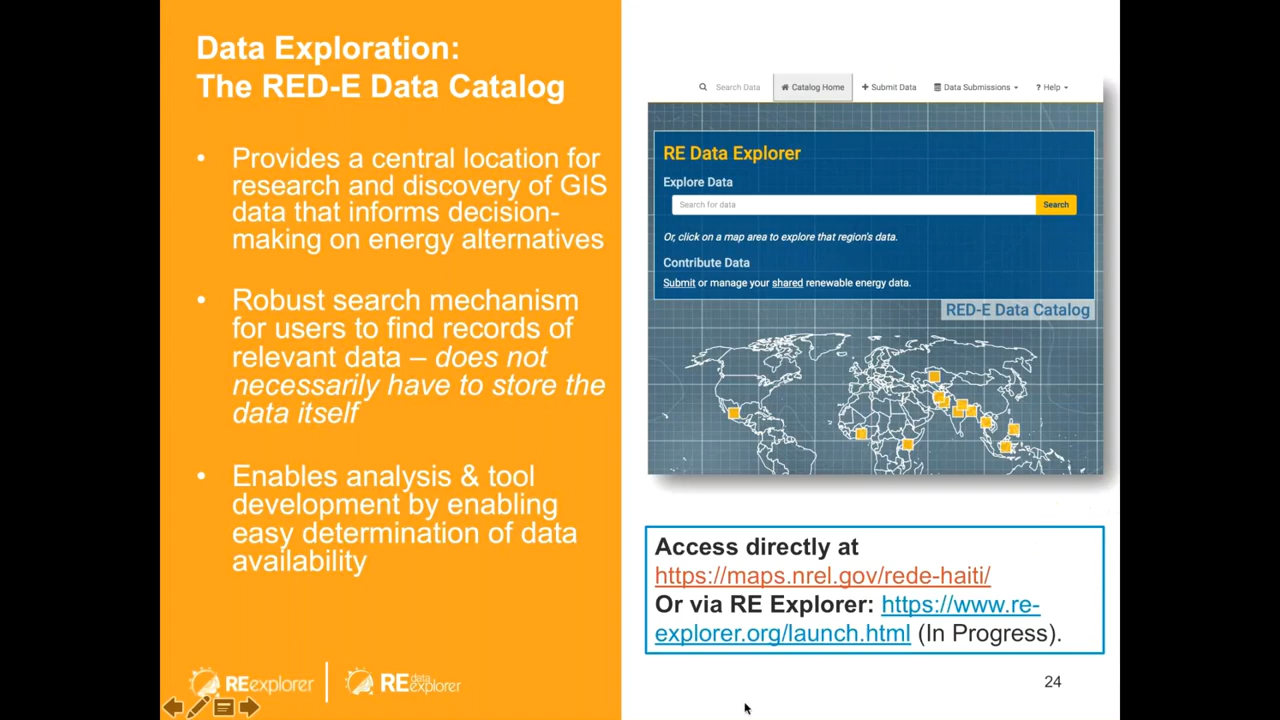 Data Exploration:
The RED-E Data Catalog
• Provides a central location for
research and discovery of GIS
data that informs decision-
making on energy alternatives
• Robust search mechanism
for users to find records of
relevant data – does not
necessarily have to store the
data itself
• Enables analysis & tool
development by enabling
easy determination of data
availability
REexplorer
RE data explorer
Search Data Catalog Home + Submit Data Data Submissions ? Help
RE Data Explorer
Explore Data
Search for data Search
Or, click on a map area to explore that region's data.
Contribute Data
Submit or manage your shared renewable energy data.
RED-E Data Catalog
Access directly at
https://maps.nrel.gov/rede-haiti/
Or via RE Explorer: https://www.re-
explorer.org/launch.html (In Progress).
24